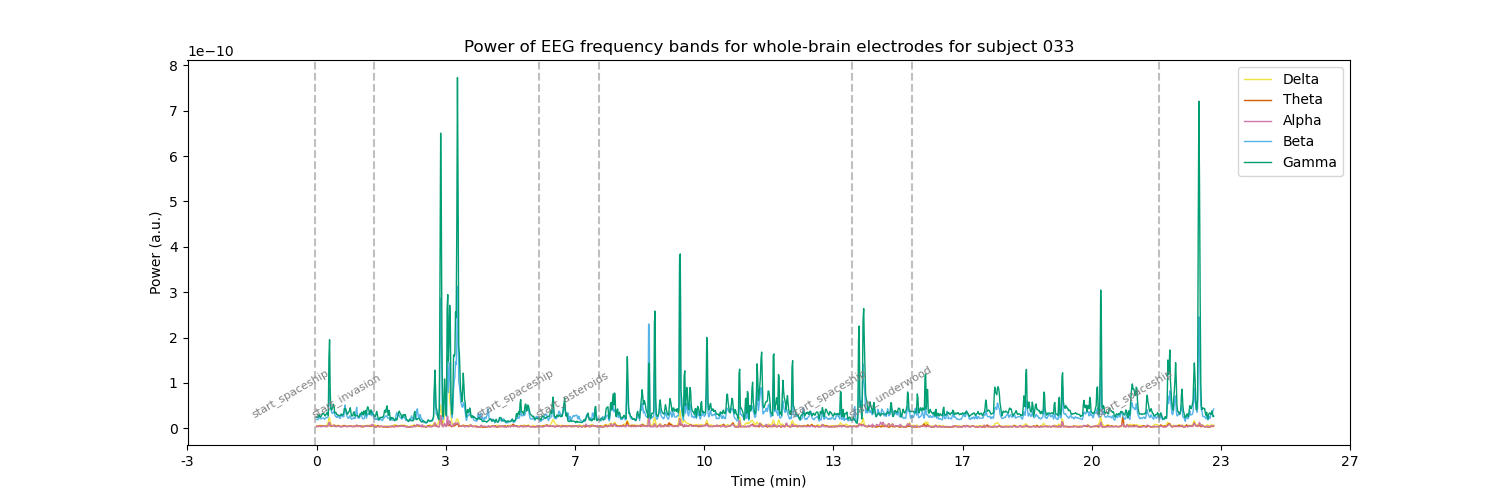 Power of EEG frequency bands for whole-brain electrodes for subject 033
1e−10
8
7
6
5
4
3
2
1
0
Power (a.u.)
Delta
Theta
Alpha
Beta
Gamma
start_spaceship
start_invasion
start_spaceship
start_asteroids
start_spaceship
start_underwood
start_spaceship
-3
0
3
7
10
13
17
20
23
27
Time (min)